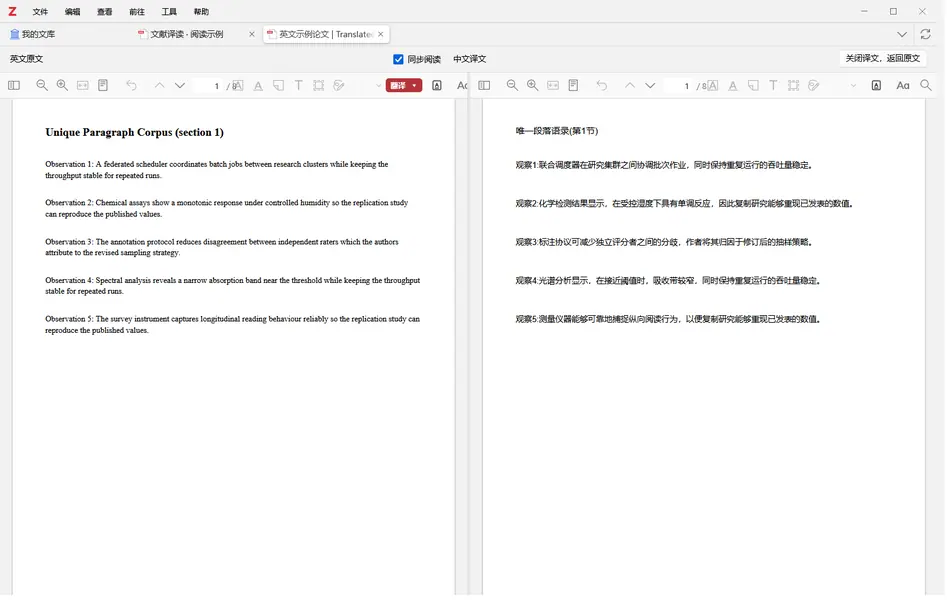 Z 文件 编辑 查看 前往 工具 帮助
我的文库 文献译读 - 阅读示例 英文示例论文 | Translated
英文原文 同步阅读 中文译文 关闭译文，返回原文
1 / 8 翻译 1 / 8 Aa
Unique Paragraph Corpus (section 1)
Observation 1: A federated scheduler coordinates batch jobs between research clusters while keeping the
throughput stable for repeated runs.
Observation 2: Chemical assays show a monotonic response under controlled humidity so the replication study
can reproduce the published values.
Observation 3: The annotation protocol reduces disagreement between independent raters which the authors
attribute to the revised sampling strategy.
Observation 4: Spectral analysis reveals a narrow absorption band near the threshold while keeping the throughput
stable for repeated runs.
Observation 5: The survey instrument captures longitudinal reading behaviour reliably so the replication study can
reproduce the published values.
唯一段落语录(第1节)
观察1:联合调度器在研究集群之间协调批次作业，同时保持重复运行的吞吐量稳定。
观察2:化学检测结果显示，在受控湿度下具有单调反应，因此复制研究能够重现已发表的数值。
观察3:标注协议可减少独立评分者之间的分歧，作者将其归因于修订后的抽样策略。
观察4:光谱分析显示，在接近阈值时，吸收带较窄，同时保持重复运行的吞吐量稳定。
观察5:测量仪器能够可靠地捕捉纵向阅读行为，以便复制研究能够重现已发表的数值。